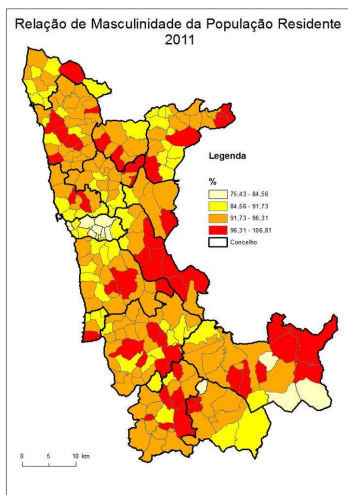 Relação de Masculinidade da População Residente
2011
Legenda
%
75,43 - 84,56
84,56 - 91,73
91,73 - 96,31
96,31 - 106,81
Concelho
0 5 10 km